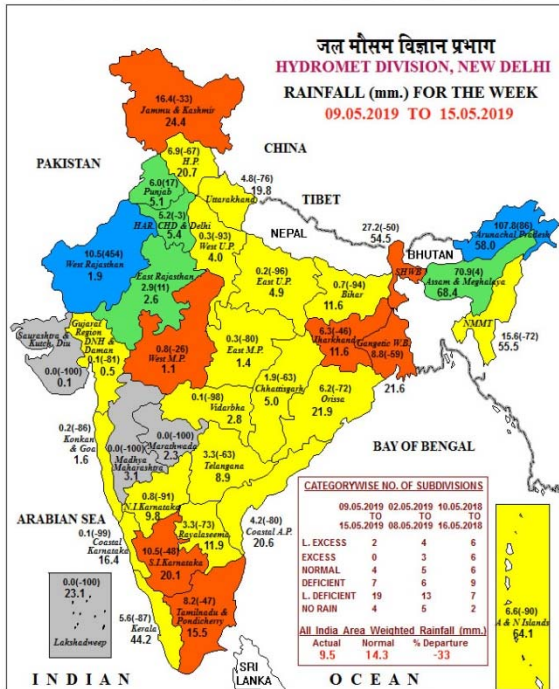 जल मौसम विज्ञान प्रभाग
HYDROMET DIVISION, NEW DELHI
RAINFALL (mm.) FOR THE WEEK
09.05.2019 TO 15.05.2019
16.4(-33)
Jammu & Kashmir
24.4
CHINA
6.9(-67)
H.P.
20.7
PAKISTAN
6.0(17)
Punjab
5.1
4.8(-76)
19.8
Uttarakhand
TIBET
5.2(-3)
HAR. CHD & Delhi
5.4
NEPAL
0.3(-93)
West U.P.
4.0
27.2(-50)
54.5
SHWB
BHUTAN
107.8(86)
Arunachal Pradesh
58.0
10.5(454)
West Rajasthan
1.9
East Rajasthan
2.9(11)
2.6
0.2(-96)
East U.P.
4.9
0.7(-94)
Bihar
11.6
70.9(4)
Assam & Meghalaya
68.4
NMMT
15.6(-72)
55.5
Saurashtra &
Kutch, Diu
0.0(-100)
0.1
Gujarat
Region
DNH &
Daman
0.1(-81)
0.5
0.8(-26)
West M.P.
1.1
0.3(-80)
East M.P.
1.4
6.3(-46)
Jharkhand
11.6
Gangetic W.B.
8.8(-59)
21.6
1.9(-63)
Chhattisgarh
5.0
6.2(-72)
Orissa
21.9
0.1(-98)
Vidarbha
2.8
0.2(-86)
Konkan
& Goa
1.6
0.0(-100)
Madhya
Maharashtra
3.1
0.0(-100)
Marathwada
2.3
3.3(-63)
Telangana
8.9
BAY OF BENGAL
ARABIAN SEA
0.8(-91)
N.I.Karnataka
9.8
3.3(-73)
Rayalaseema
11.9
4.2(-80)
Coastal A.P.
20.6
0.1(-99)
Coastal
Karnataka
16.4
10.5(-48)
S.I.Karnataka
20.1
0.0(-100)
23.1
Lakshadweep
5.6(-87)
Kerala
44.2
8.2(-47)
Tamilnadu &
Pondicherry
15.5
SRI
LANKA
INDIAN OCEAN
CATEGORYWISE NO. OF SUBDIVISIONS
09.05.2019 02.05.2019 10.05.2018
TO TO TO
15.05.2019 08.05.2019 16.05.2018
L. EXCESS 2 4 6
EXCESS 0 3 6
NORMAL 4 5 6
DEFICIENT 7 6 9
L. DEFICIENT 19 13 7
NO RAIN 4 5 2
All India Area Weighted Rainfall (mm.)
Actual Normal % Departure
9.5 14.3 -33
6.6(-90)
A & N Islands
64.1